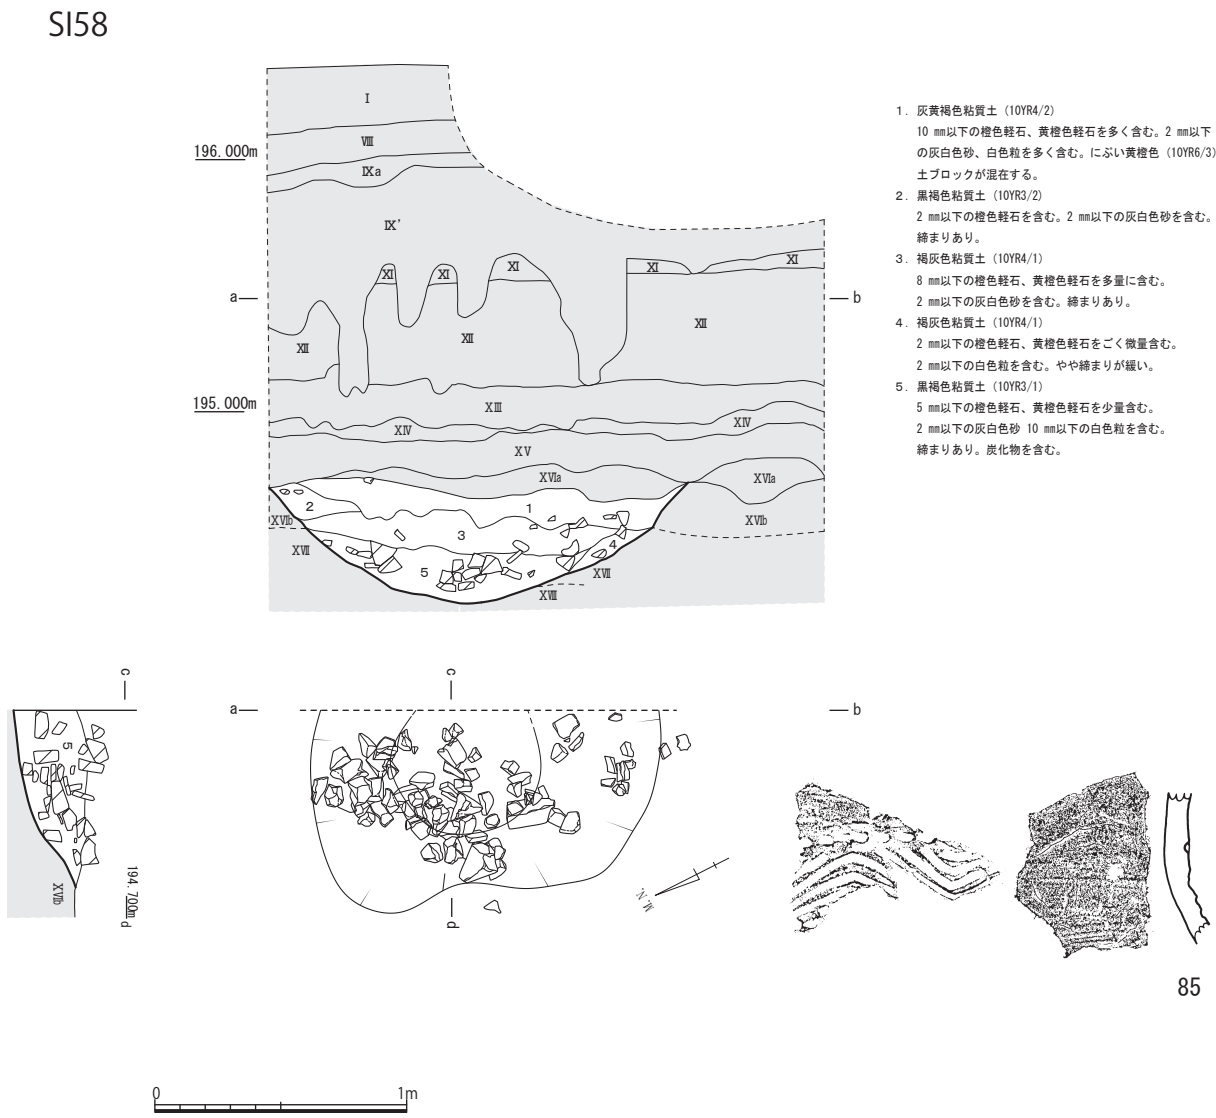 SI58
I
VIII
196.000m
IXa
IX'
XI
XI
XI
XI
XI
a
b
XII
XII
XII
195.000m
XIII
XIV
XIV
XV
XVIa
XVIa
XVIb
XVIb
1
2
3
4
5
XVII
XVII
XVIII
1. 灰黄褐色粘質土 (10YR4/2)
10 ㎜以下の橙色軽石、黄橙色軽石を多く含む。2 ㎜以下
の灰白色砂、白色粒を多く含む。にぶい黄橙色 (10YR6/3)
土ブロックが混在する。
2. 黒褐色粘質土 (10YR3/2)
2 ㎜以下の橙色軽石を含む。2 ㎜以下の灰白色砂を含む。
締まりあり。
3. 褐灰色粘質土 (10YR4/1)
8 ㎜以下の橙色軽石、黄橙色軽石を多量に含む。
2 ㎜以下の灰白色砂を含む。締まりあり。
4. 褐灰色粘質土 (10YR4/1)
2 ㎜以下の橙色軽石、黄橙色軽石をごく微量含む。
2 ㎜以下の白色粒を含む。やや締まりが緩い。
5. 黒褐色粘質土 (10YR3/1)
5 ㎜以下の橙色軽石、黄橙色軽石を少量含む。
2 ㎜以下の灰白色砂 10 ㎜以下の白色粒を含む。
締まりあり。炭化物を含む。
c
5
XVIb
194.700m
d
c
a
b
d
M.N.
85
0
1m